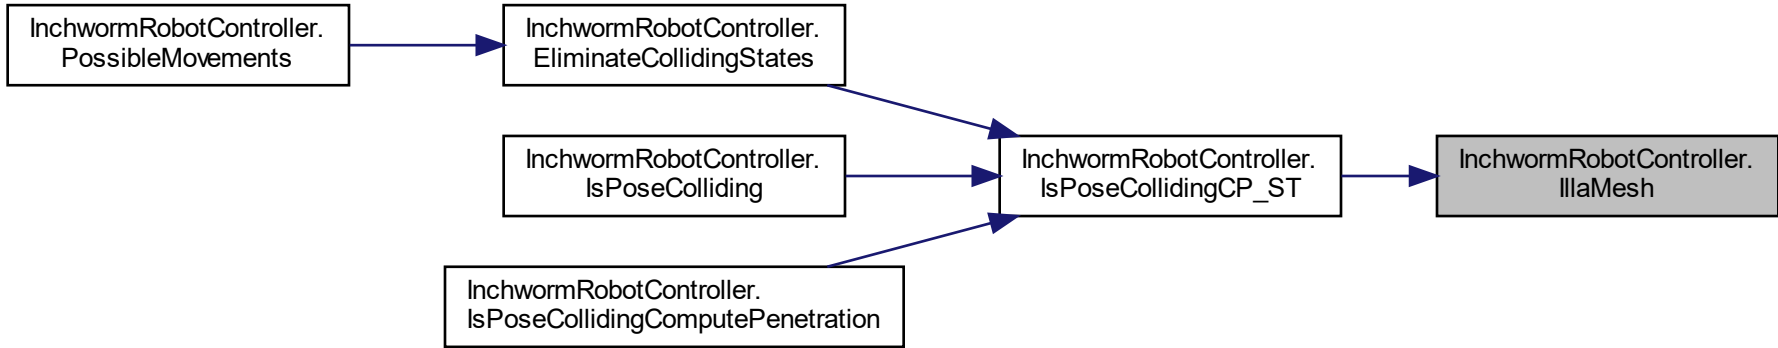 InchwormRobotController.
PossibleMovements
InchwormRobotController.
EliminateCollidingStates
InchwormRobotController.
IsPoseColliding
InchwormRobotController.
IsPoseCollidingComputePenetration
InchwormRobotController.
IsPoseCollidingCP_ST
InchwormRobotController.
IllaMesh